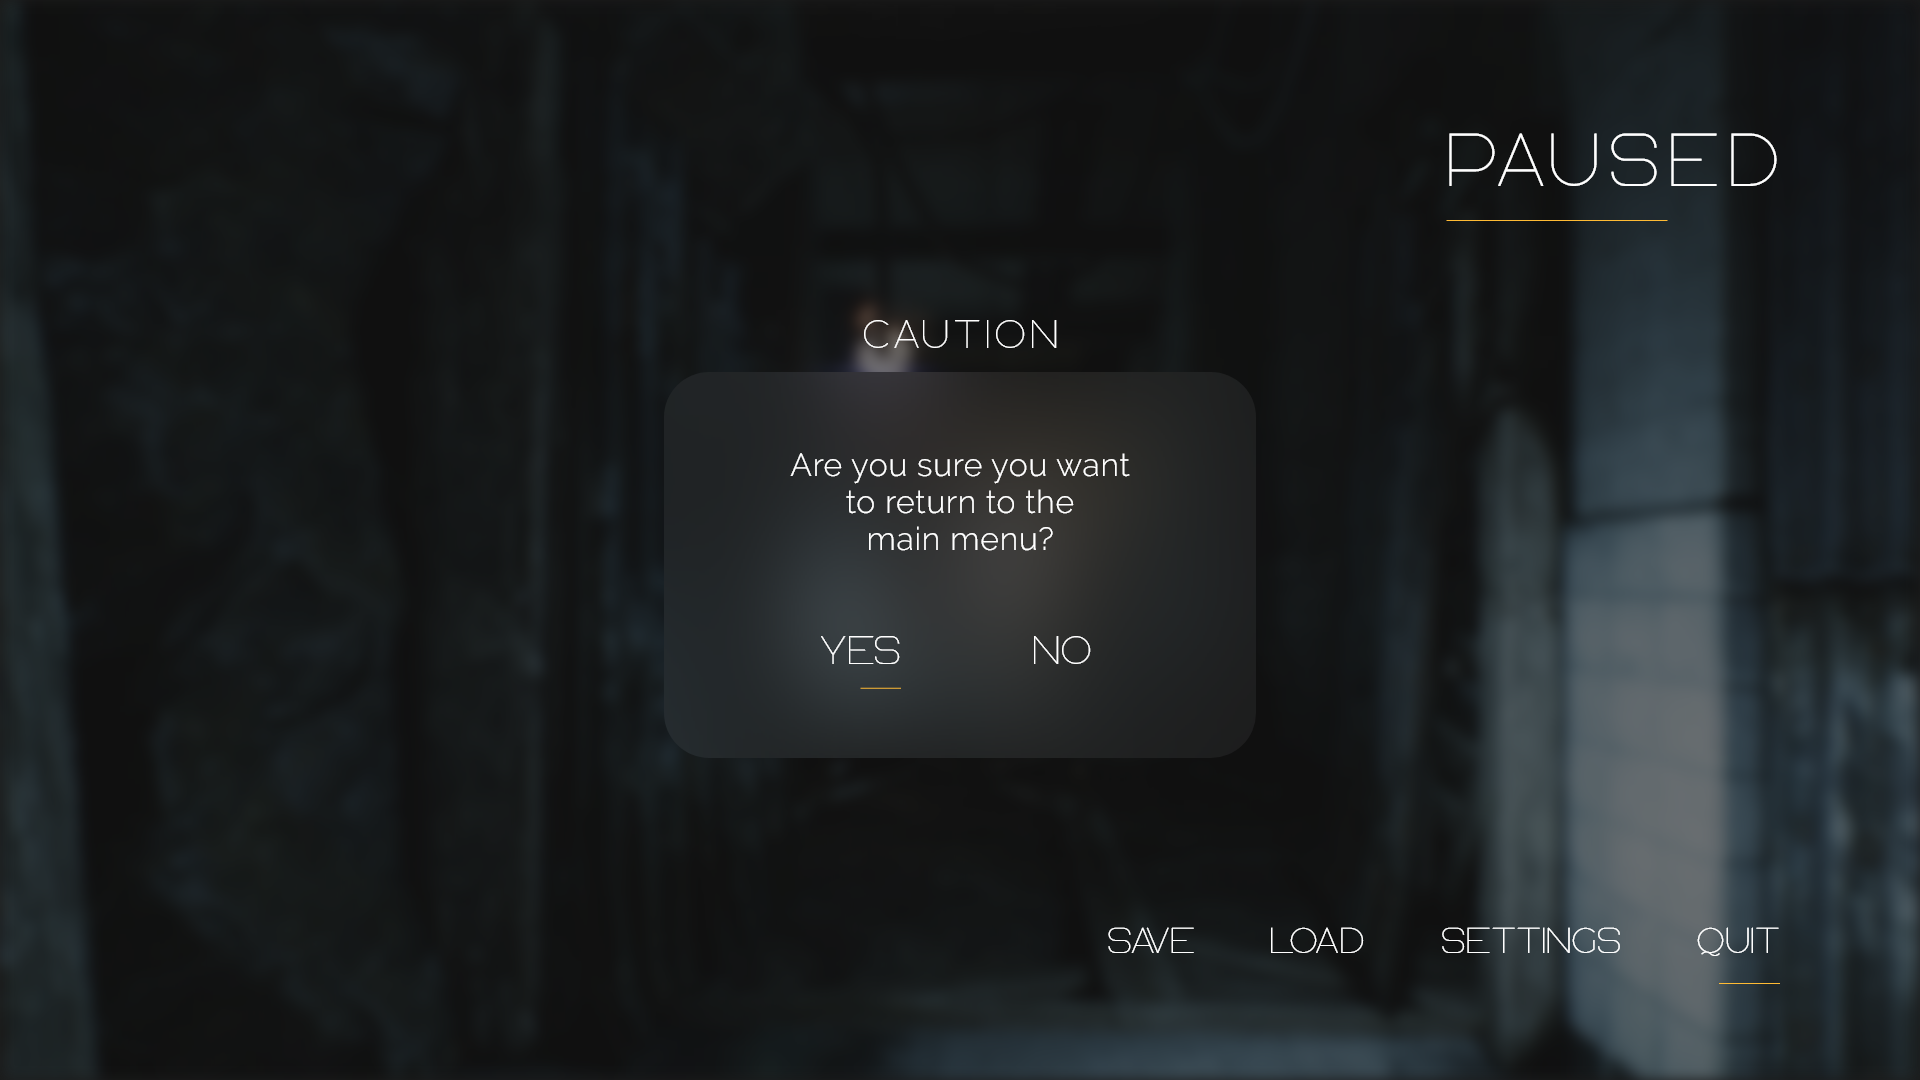 PAUSED
CAUTION
Are you sure you want
to return to the
main menu?
YES NO
SAVE LOAD SETTINGS QUIT